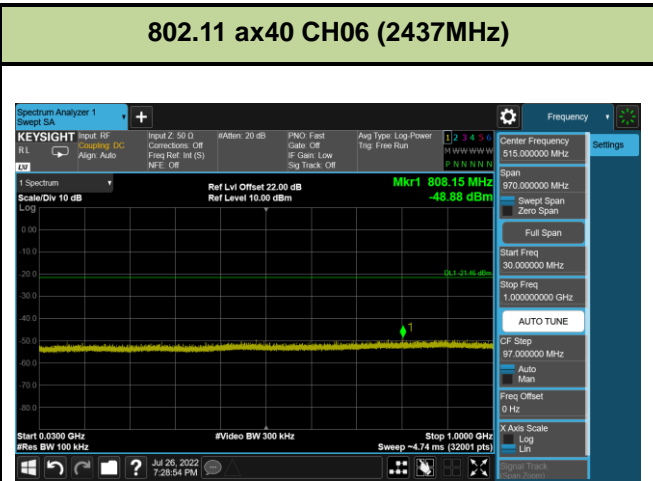 802.11 ax40 CH06 (2437MHz)
Spectrum Analyzer 1
Swept SA
+
Frequency
KEYSIGHT
RL
LXI
Input: RF
Coupling: DC
Align: Auto
Input Z: 50 Ω
Corrections: Off
Freq Ref: Int (S)
NFE: Off
#Atten: 20 dB
PNO: Fast
Gate: Off
IF Gain: Low
Sig Track: Off
Avg Type: Log-Power
Trig: Free Run
1 2 3 4 5 6
M W W W W W
P N N N N N
1 Spectrum
Scale/Div 10 dB
Log
Ref Lvl Offset 22.00 dB
Ref Level 10.00 dBm
Mkr1 808.15 MHz
-48.88 dBm
0.00
-10.0
-20.0
-30.0
-40.0
-50.0
-60.0
-70.0
-80.0
DL1 -21.46 dBm
1
Start 0.0300 GHz
#Res BW 100 kHz
#Video BW 300 kHz
Stop 1.0000 GHz
Sweep ~4.74 ms (32001 pts)
Center Frequency
515.000000 MHz
Settings
Span
970.000000 MHz
Swept Span
Zero Span
Full Span
Start Freq
30.000000 MHz
Stop Freq
1.000000000 GHz
AUTO TUNE
CF Step
97.000000 MHz
Auto
Man
Freq Offset
0 Hz
X Axis Scale
Log
Lin
Signal Track
(Span Zoom)
?
Jul 26, 2022
7:28:54 PM